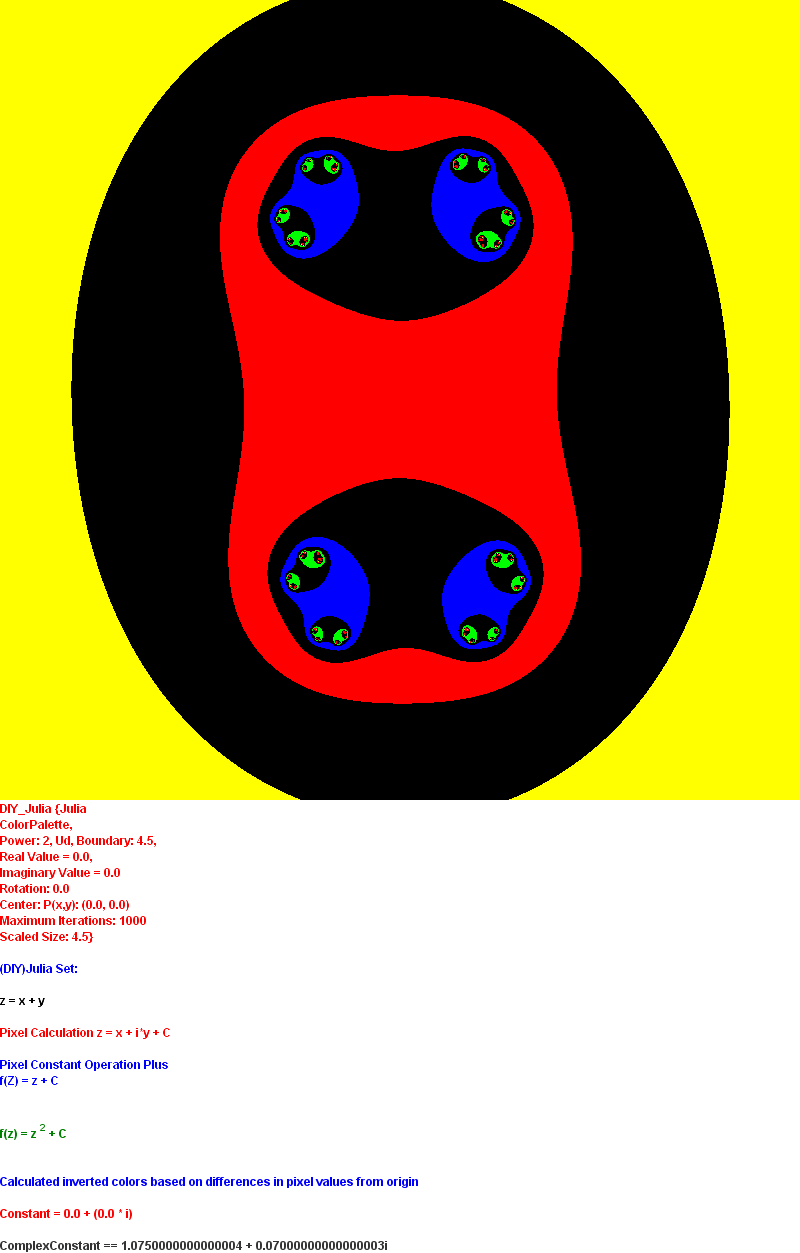 DIY_Julia {Julia
ColorPalette,
Power: 2, Ud, Boundary: 4.5,
Real Value = 0.0,
Imaginary Value = 0.0
Rotation: 0.0
Center: P(x,y): (0.0, 0.0)
Maximum Iterations: 1000
Scaled Size: 4.5}
(DIY)Julia Set:
z = x + y
Pixel Calculation z = x + i*y + C
Pixel Constant Operation Plus
f(Z) = z + C
f(z) = z 2 + C
Calculated inverted colors based on differences in pixel values from origin
Constant = 0.0 + (0.0 * i)
ComplexConstant == 1.0750000000000004 + 0.07000000000000003i